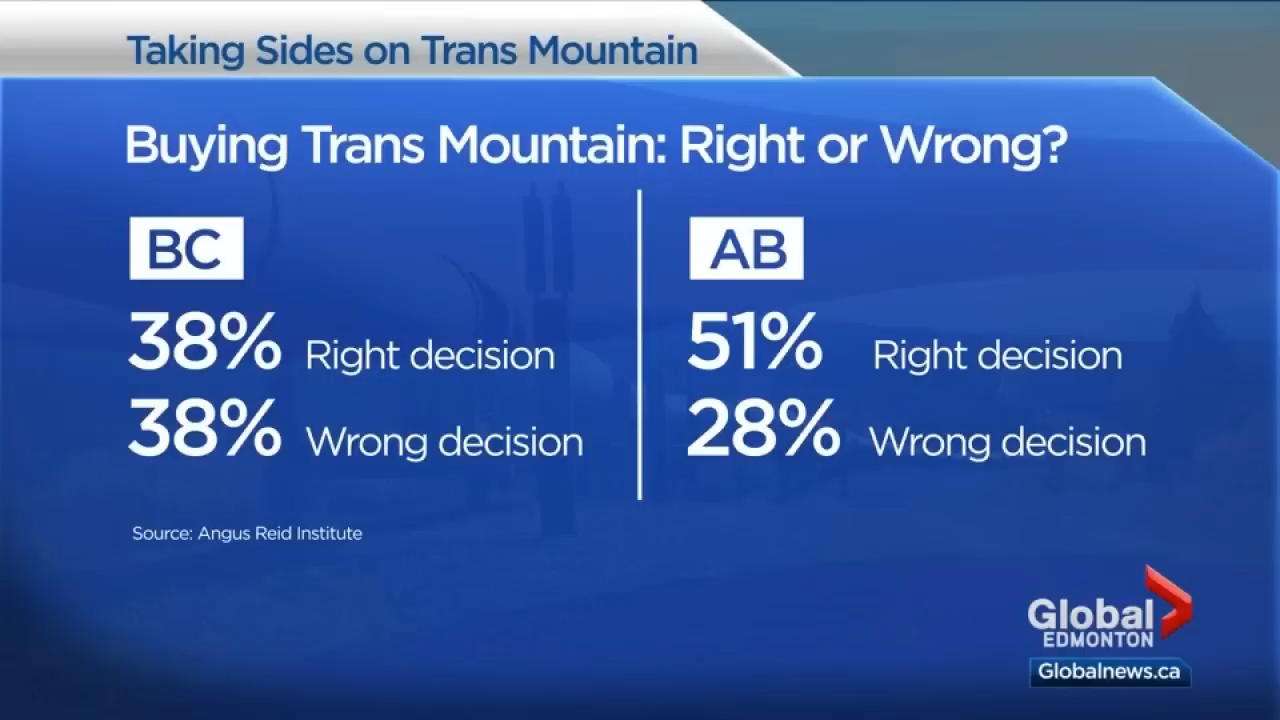 Taking Sides on Trans Mountain
Buying Trans Mountain: Right or Wrong?
BC
38% Right decision
38% Wrong decision
AB
51% Right decision
28% Wrong decision
Source: Angus Reid Institute
Global
EDMONTON
Globalnews.ca